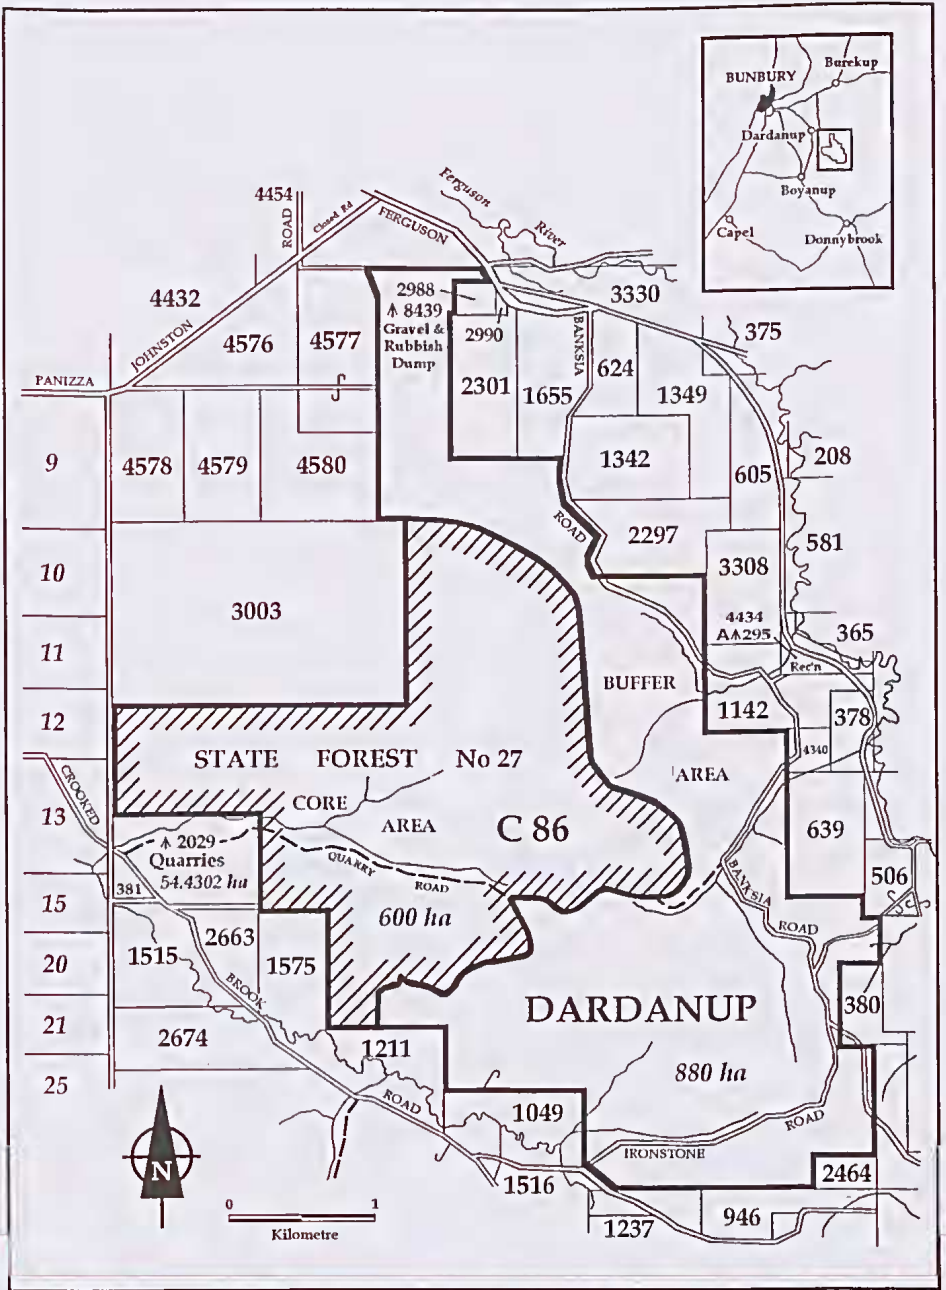 BUNBURY
Burekup
Dardanup
Boyanup
Capel
Donnybrook
4454
ROAD
Closed Rd
FERGUSON
Ferguson
River
4432
JOHNSTON
4576
4577
2988
⋔ 8439
Gravel &
Rubbish
Dump
2990
3330
BANKSIA
375
624
PANIZZA
2301
1655
1349
9
4578
4579
4580
1342
605
208
ROAD
2297
581
10
3308
3003
4434
A⋔295
365
11
Rec'n
BUFFER
12
1142
378
4340
STATE FOREST No 27
AREA
CROOKED
13
CORE
AREA
C 86
639
⋔ 2029
Quarries
54.4302 ha
QUARRY
ROAD
BANKSIA
506
381
15
600 ha
ROAD
1515
2663
1575
20
BROOK
DARDANUP
380
21
2674
1211
880 ha
25
ROAD
1049
ROAD
IRONSTONE
N
1516
2464
0 1
Kilometre
1237
946